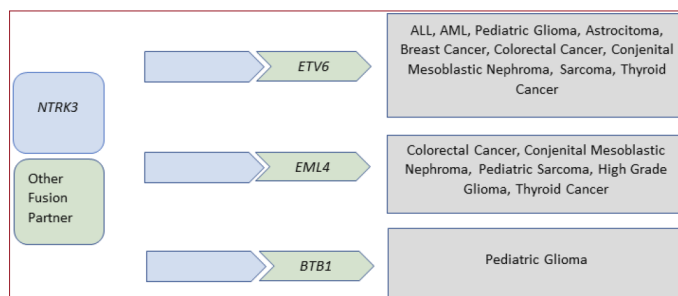 NTRK3
Other
Fusion
Partner
ETV6
ALL, AML, Pediatric Glioma, Astrocitoma,
Breast Cancer, Colorectal Cancer, Conjenital
Mesoblastic Nephroma, Sarcoma, Thyroid
Cancer
EML4
Colorectal Cancer, Conjenital Mesoblastic
Nephroma, Pediatric Sarcoma, High Grade
Glioma, Thyroid Cancer
BTB1
Pediatric Glioma